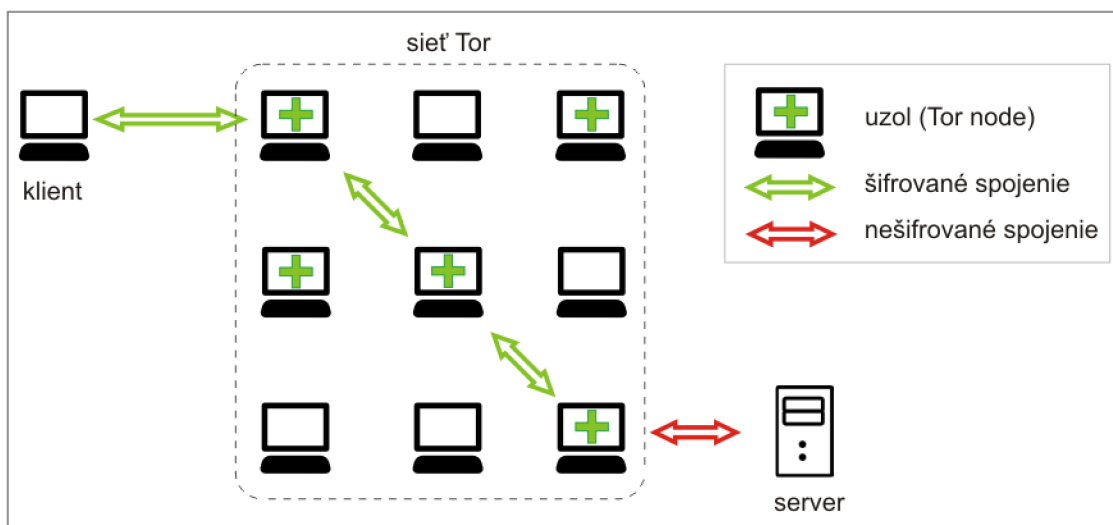 sieť Tor
klient
server
uzol (Tor node)
šifrované spojenie
nešifrované spojenie